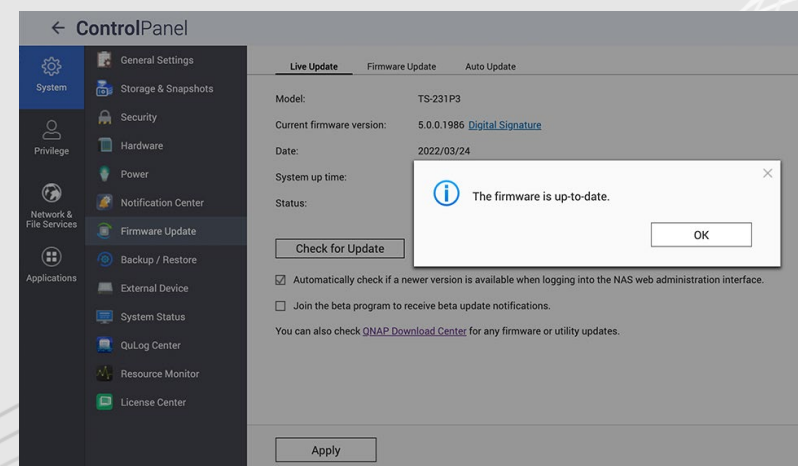 ControlPanel
System
Privilege
Network &
File Services
Applications
General Settings
Storage & Snapshots
Security
Hardware
Power
Notification Center
Firmware Update
Backup / Restore
External Device
System Status
QuLog Center
Resource Monitor
License Center
Live Update Firmware Update Auto Update
Model: TS-231P3
Current firmware version: 5.0.0.1986 Digital Signature
Date: 2022/03/24
System up time:
Status:
The firmware is up-to-date.
OK
Check for Update
Automatically check if a newer version is available when logging into the NAS web administration interface.
Join the beta program to receive beta update notifications.
You can also check QNAP Download Center for any firmware or utility updates.
Apply